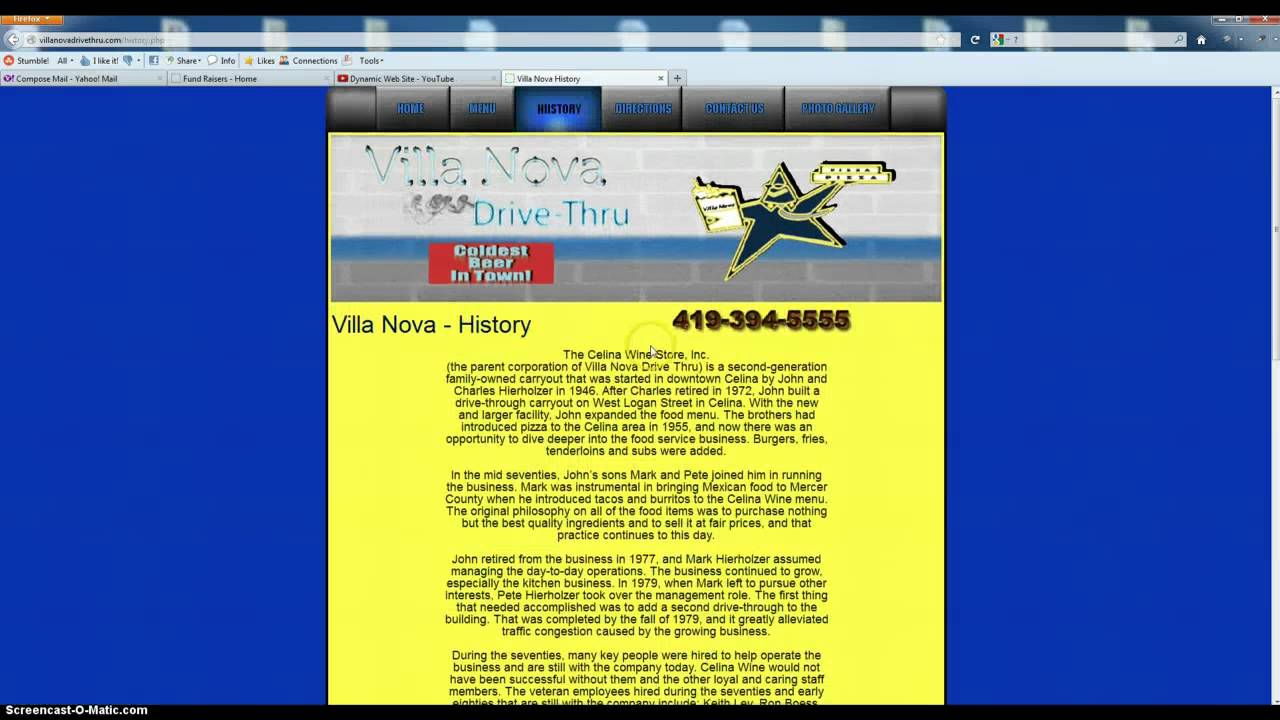 Firefox
villanovadrivethru.com/history.php
?
Stumble! All I like it! Share Info Likes Connections Tools
Compose Mail - Yahoo! Mail
Fund Raisers - Home
Dynamic Web Site - YouTube
Villa Nova History
HOME
MENU
HIISTORY
DIRECTIONS
CONTACT US
PHOTO GALLERY
Villa Nova
Drive-Thru
Coldest
Beer
In Town!
Villa Nova
PIZZA
PIZZA
Villa Nova - History
419-394-5555
The Celina Wine Store, Inc.
(the parent corporation of Villa Nova Drive Thru) is a second-generation
family-owned carryout that was started in downtown Celina by John and
Charles Hierholzer in 1946. After Charles retired in 1972, John built a
drive-through carryout on West Logan Street in Celina. With the new
and larger facility, John expanded the food menu. The brothers had
introduced pizza to the Celina area in 1955, and now there was an
opportunity to dive deeper into the food service business. Burgers, fries,
tenderloins and subs were added.
In the mid seventies, John's sons Mark and Pete joined him in running
the business. Mark was instrumental in bringing Mexican food to Mercer
County when he introduced tacos and burritos to the Celina Wine menu.
The original philosophy on all of the food items was to purchase nothing
but the best quality ingredients and to sell it at fair prices, and that
practice continues to this day.
John retired from the business in 1977, and Mark Hierholzer assumed
managing the day-to-day operations. The business continued to grow,
especially the kitchen business. In 1979, when Mark left to pursue other
interests, Pete Hierholzer took over the management role. The first thing
that needed accomplished was to add a second drive-through to the
building. That was completed by the fall of 1979, and it greatly alleviated
traffic congestion caused by the growing business.
During the seventies, many key people were hired to help operate the
business and are still with the company today. Celina Wine would not
have been successful without them and the other loyal and caring staff
members. The veteran employees hired during the seventies and early
eighties that are still with the company include: Keith Ley, Ron Boess,
Screencast-O-Matic.com